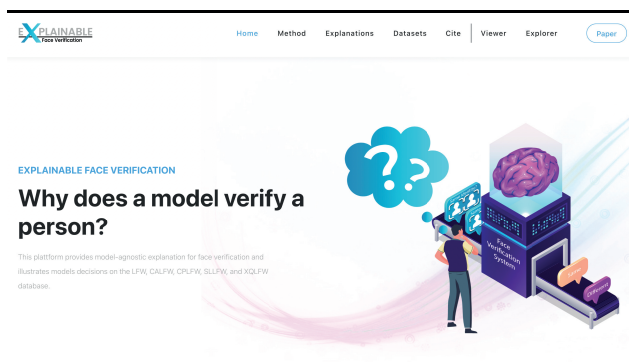 EXPLAINABLE
Face Verification
Home Method Explanations Datasets Cite Viewer Explorer Paper
EXPLAINABLE FACE VERIFICATION
Why does a model verify a
person?
This plattform provides model-agnostic explanation for face verification and
illustrates models decisions on the LFW, CALFW, CPLFW, SLLFW, and XQLFW
database.
? ?
Face
Verification
System
Different